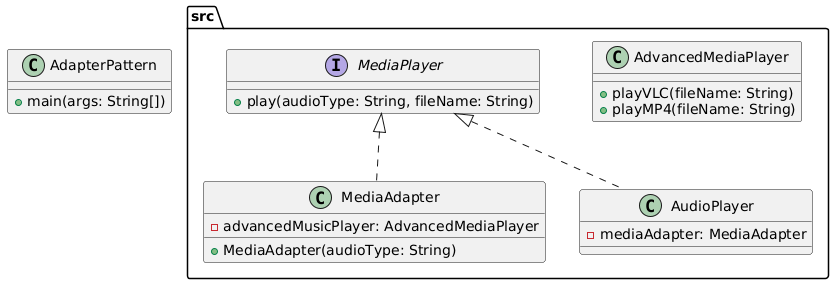 src
C AdapterPattern
main(args: String[])
I MediaPlayer
play(audioType: String, fileName: String)
C AdvancedMediaPlayer
playVLC(fileName: String)
playMP4(fileName: String)
C MediaAdapter
advancedMusicPlayer: AdvancedMediaPlayer
MediaAdapter(audioType: String)
C AudioPlayer
mediaAdapter: MediaAdapter